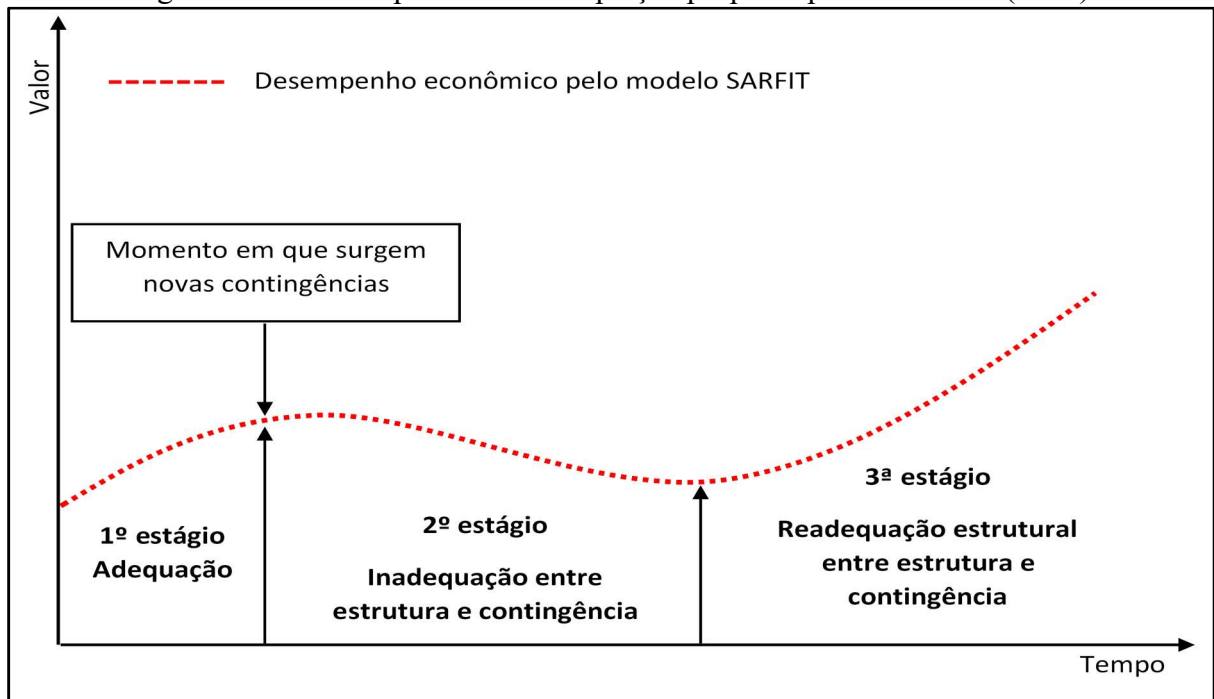 Valor
Desempenho econômico pelo modelo SARFIT
Momento em que surgem
novas contingências
1º estágio
Adequação
2º estágio
Inadequação entre
estrutura e contingência
3ª estágio
Readequação estrutural
entre estrutura e
contingência
Tempo